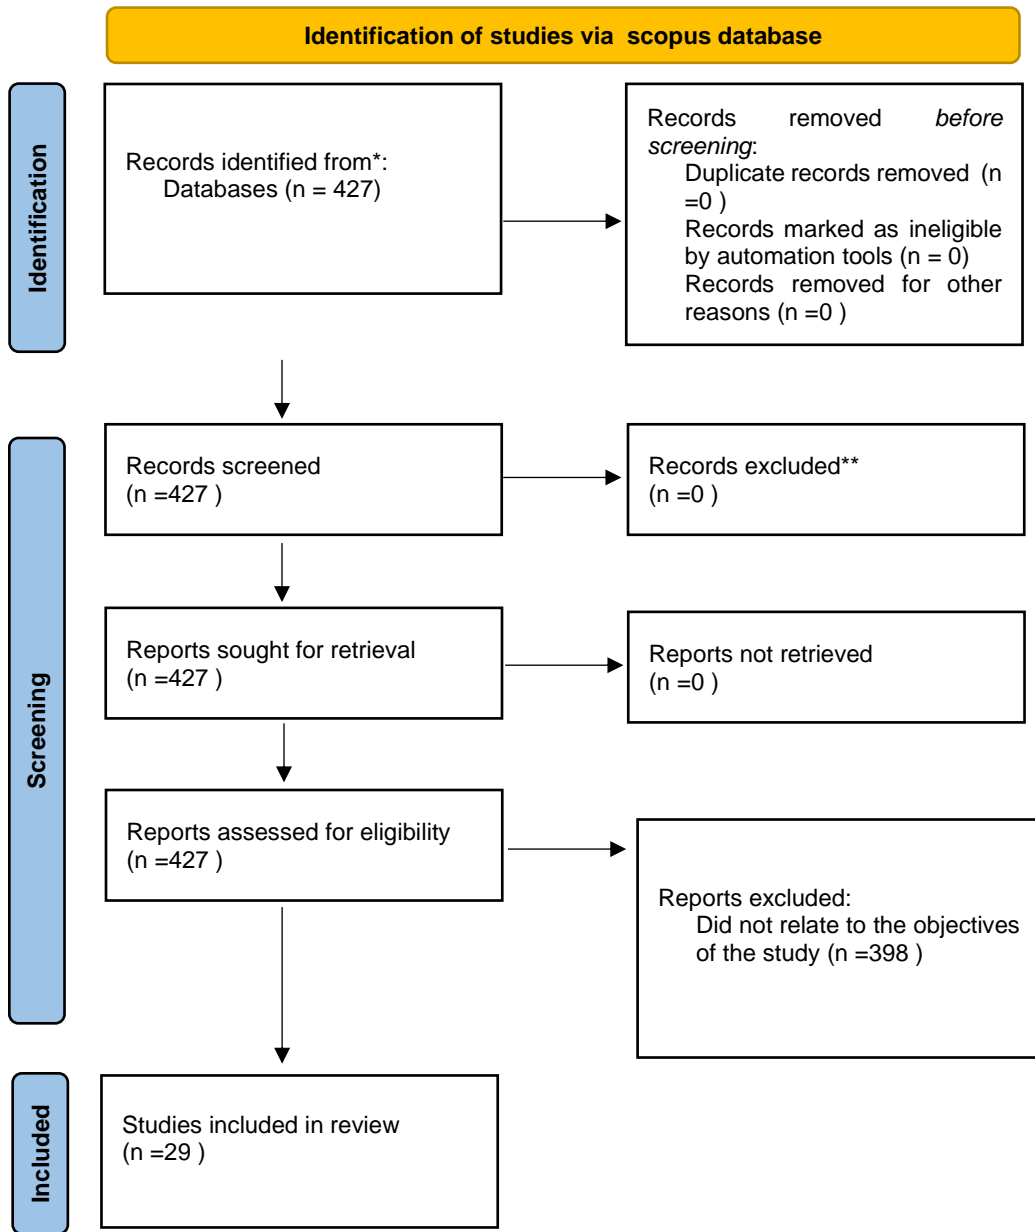 Identification of studies via scopus database
Identification
Records identified from*:
Databases (n = 427)
Records removed before
screening:
Duplicate records removed (n
=0 )
Records marked as ineligible
by automation tools (n = 0)
Records removed for other
reasons (n =0 )
Screening
Records screened
(n =427 )
Records excluded**
(n =0 )
Reports sought for retrieval
(n =427 )
Reports not retrieved
(n =0 )
Reports assessed for eligibility
(n =427 )
Reports excluded:
Did not relate to the objectives
of the study (n =398 )
Included
Studies included in review
(n =29 )